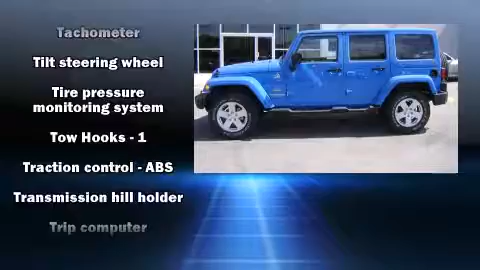 Tachometer
Tilt steering wheel
Tire pressure
monitoring system
Tow Hooks - 1
Traction control - ABS
Transmission hill holder
Trip computer